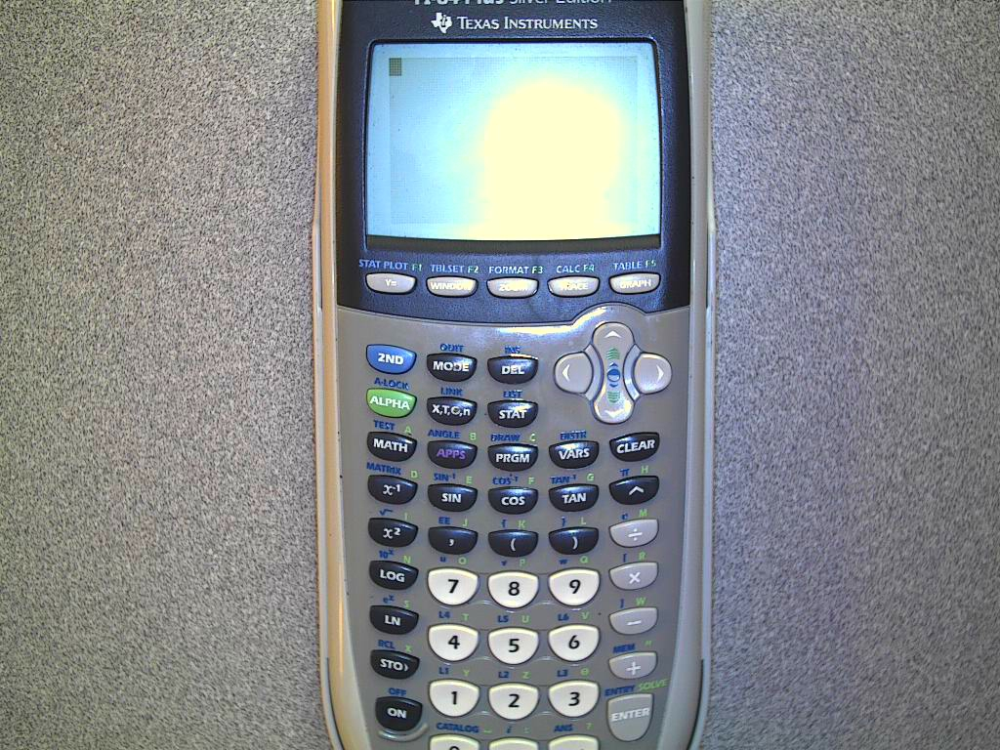 TI-84 Plus Silver Edition
TEXAS INSTRUMENTS
STAT PLOT F1 TBLSET F2 FORMAT F3 CALC F4 TABLE F5
Y= WINDOW ZOOM TRACE GRAPH
QUIT INS
2ND MODE DEL
A-LOCK LINK LIST
ALPHA X,T,Θ,n STAT
TEST A ANGLE B DRAW C DISTR
MATH APPS PRGM VARS CLEAR
MATRIX D SIN⁻¹ E COS⁻¹ F TAN⁻¹ G π H
x⁻¹ SIN COS TAN ^
√ I EE J { K } L e M
x² , ( ) ÷
10ˣ N u O v P w Q [ R
LOG 7 8 9 ×
eˣ S L4 T L5 U L6 V ] W
LN 4 5 6 −
RCL X L1 Y L2 Z L3 θ MEM "
STO› 1 2 3 +
OFF CATALOG i : ANS ? ENTRY SOLVE
ON ENTER